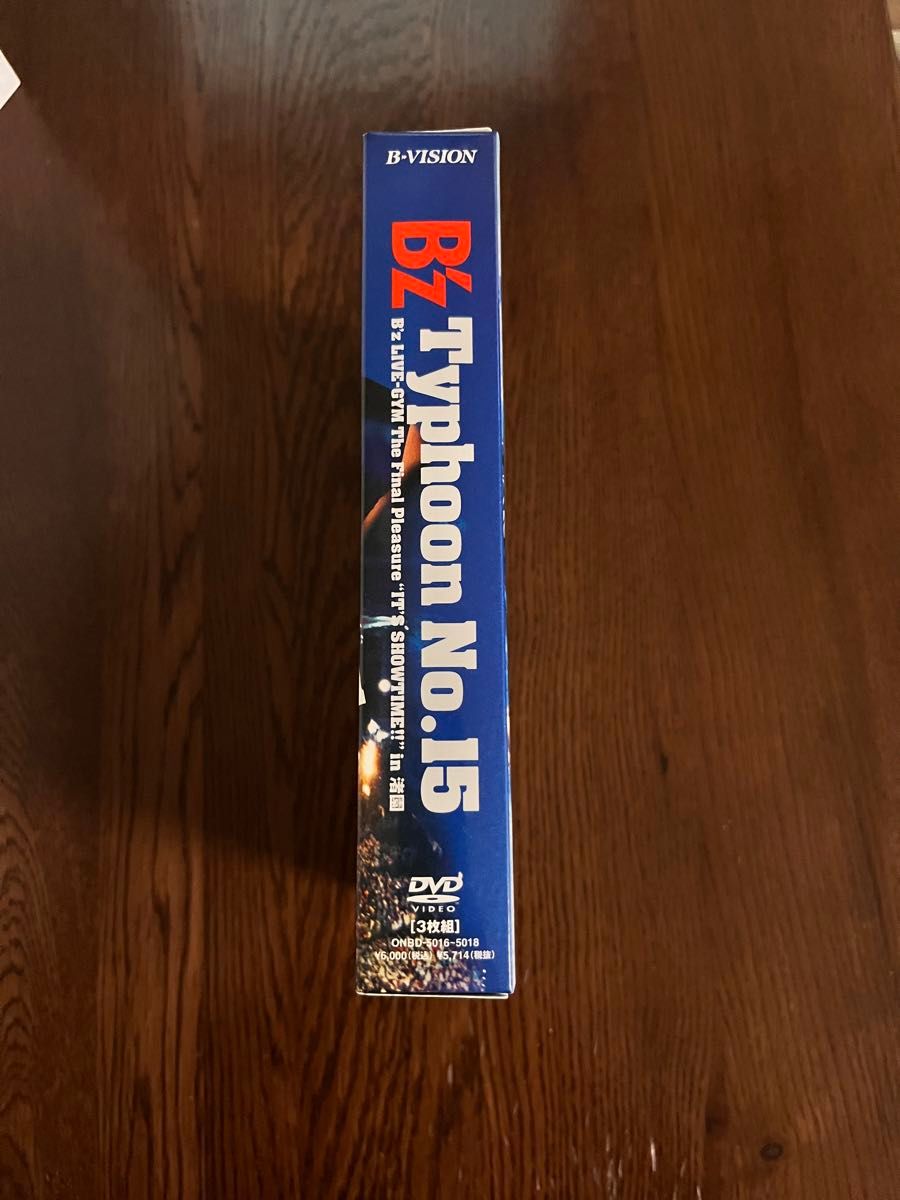 B-VISION
B'z
Typhoon No.15
B'z LIVE-GYM The Final Pleasure "IT'S SHOWTIME!!" in 渚園
DVD
VIDEO
[3枚組]
ONBD-5016~5018
¥6,000(税込) ¥5,714(税抜)